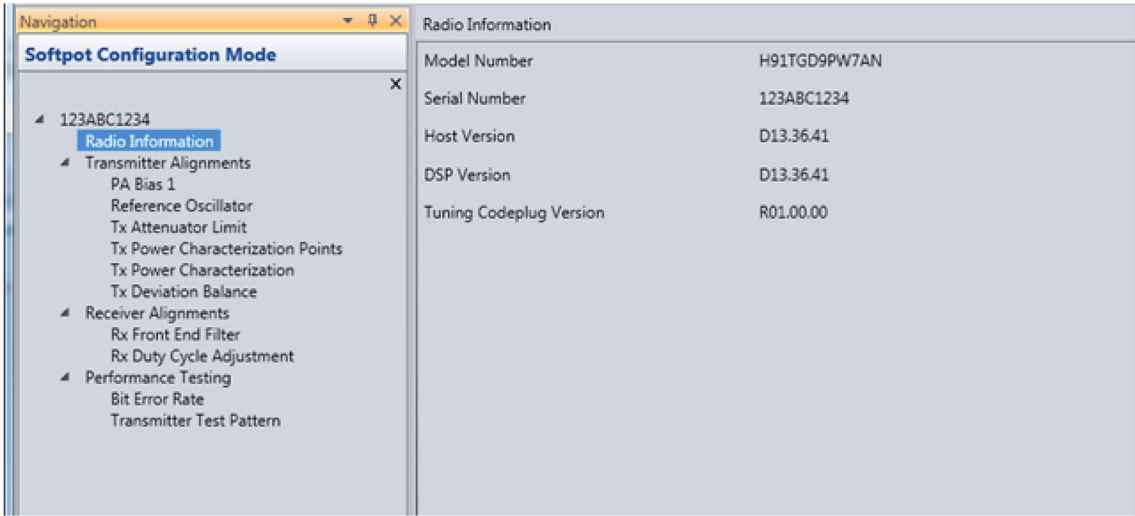 Navigation
Softpot Configuration Mode
123ABC1234
Radio Information
Transmitter Alignments
PA Bias 1
Reference Oscillator
Tx Attenuator Limit
Tx Power Characterization Points
Tx Power Characterization
Tx Deviation Balance
Receiver Alignments
Rx Front End Filter
Rx Duty Cycle Adjustment
Performance Testing
Bit Error Rate
Transmitter Test Pattern
Radio Information
Model Number H91TGD9PW7AN
Serial Number 123ABC1234
Host Version D13.36.41
DSP Version D13.36.41
Tuning Codeplug Version R01.00.00